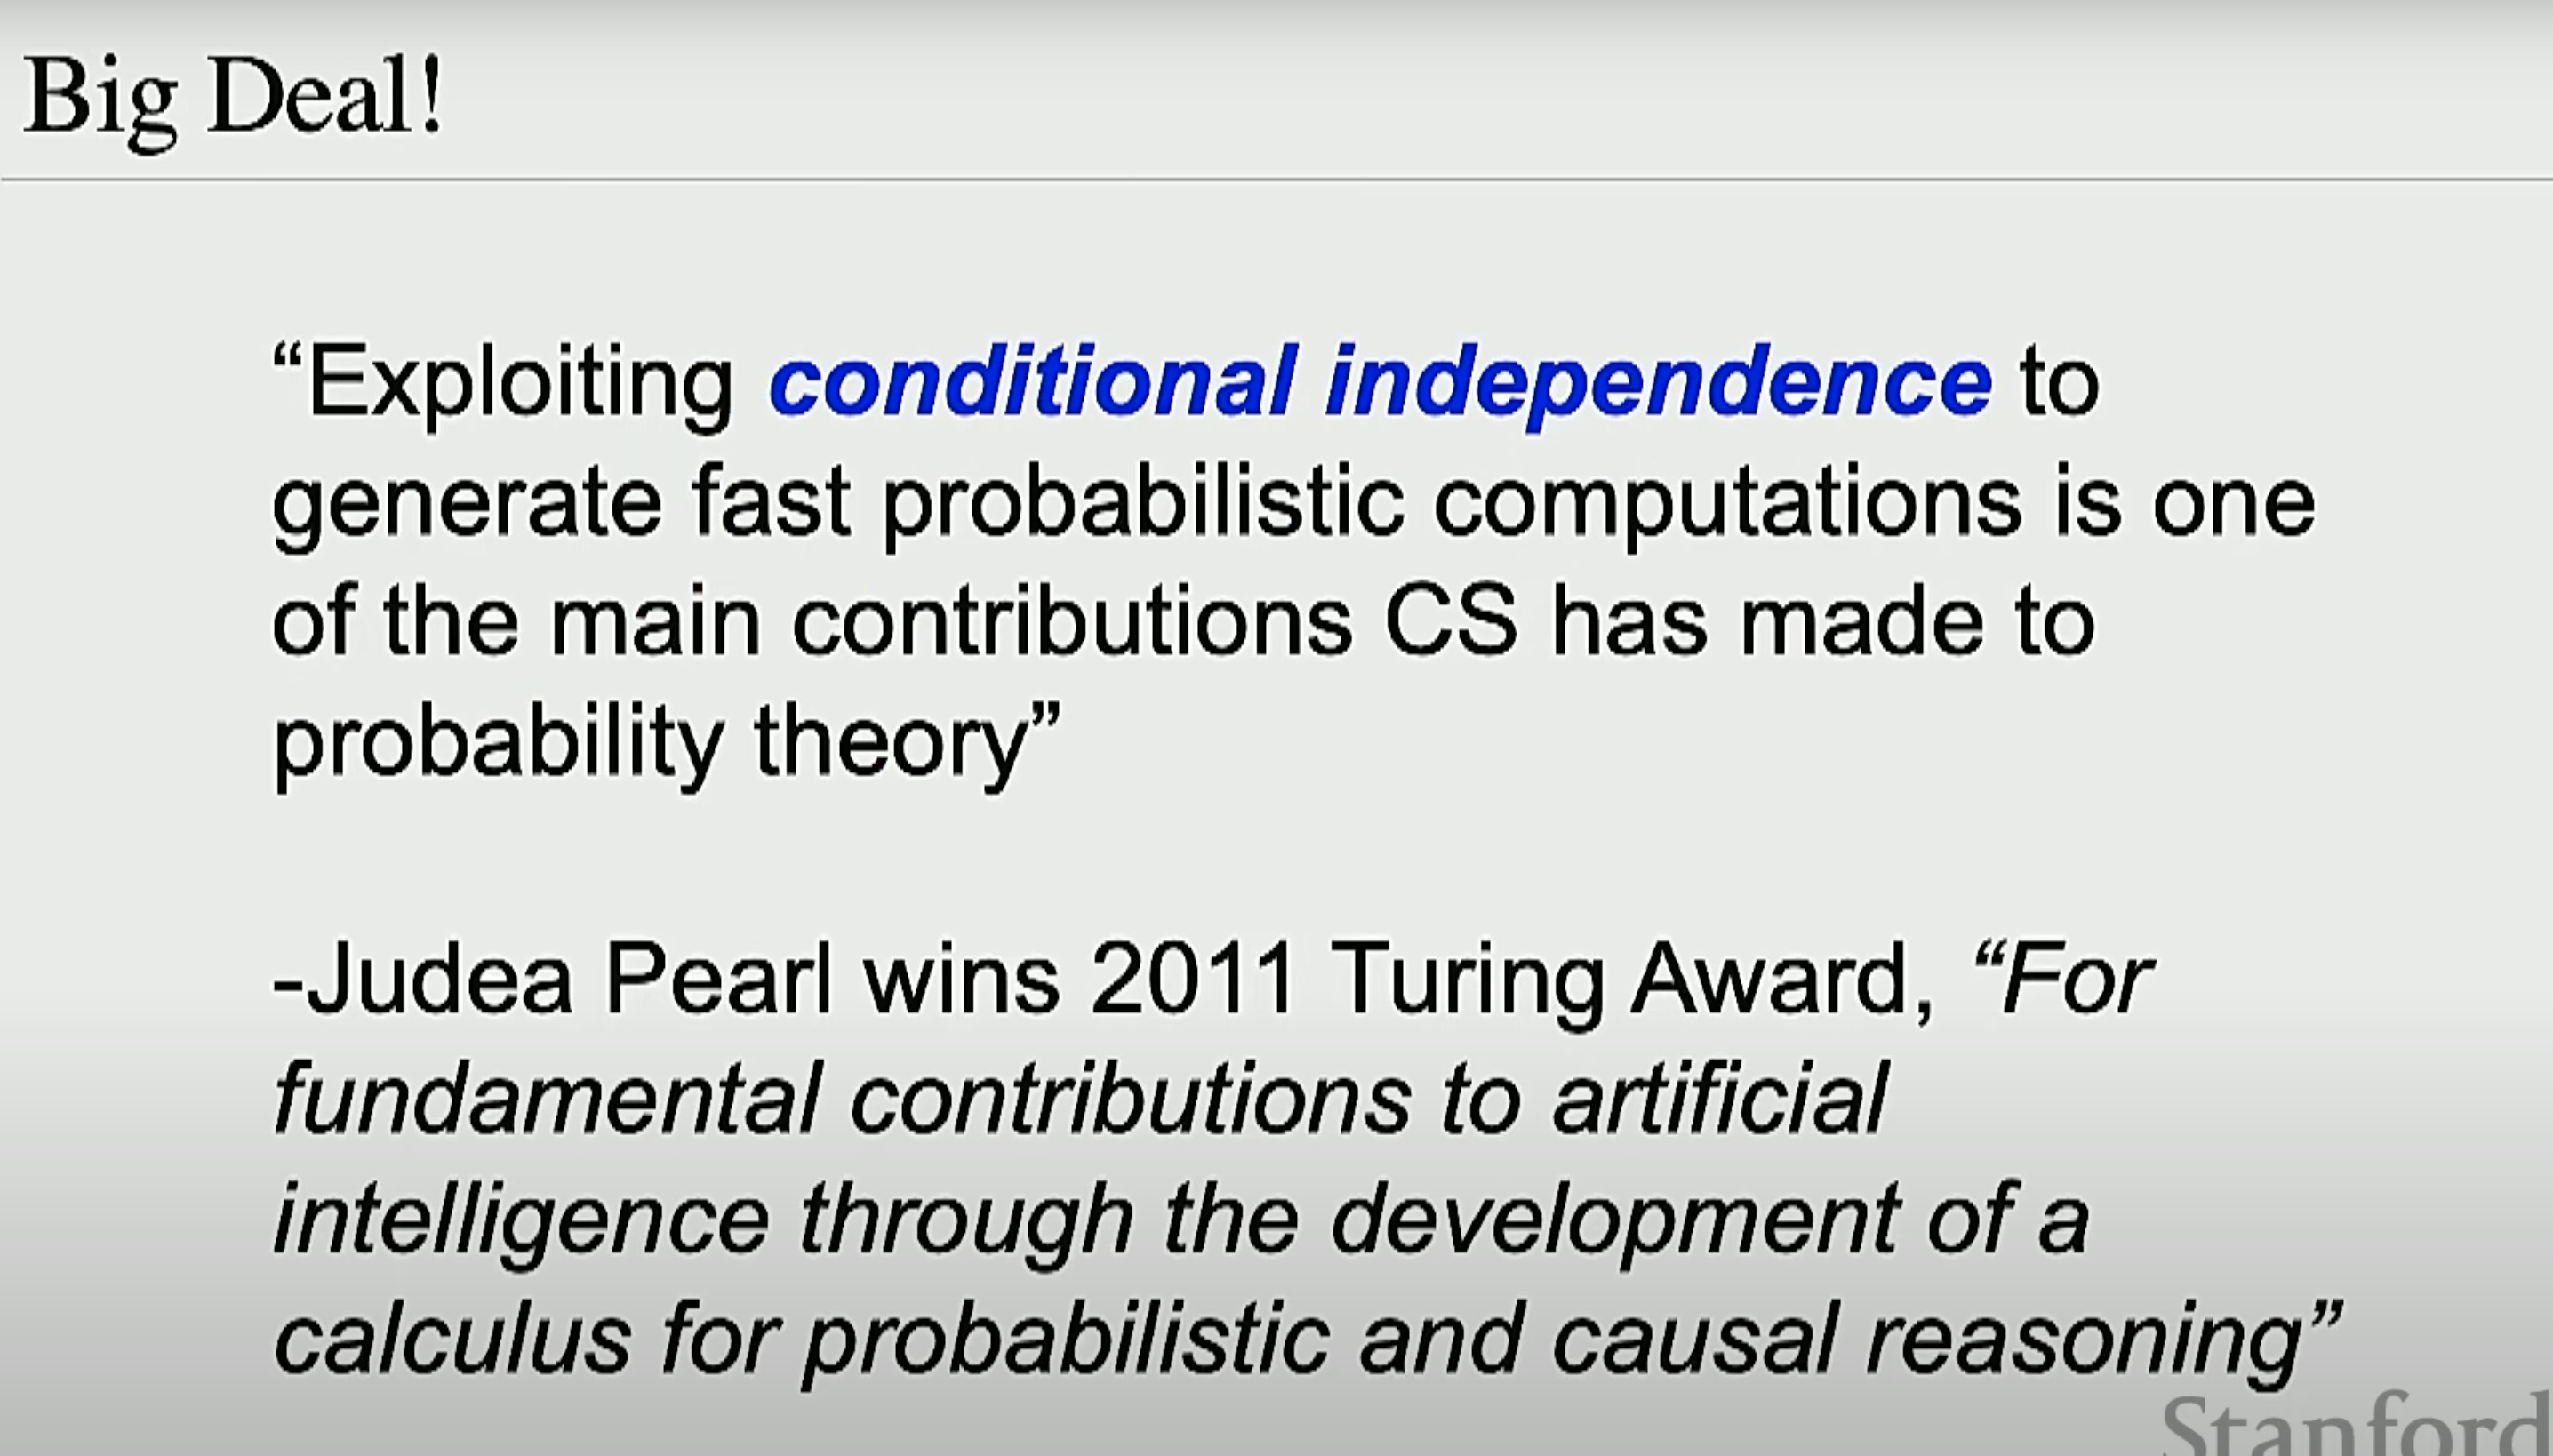 Big Deal!
“Exploiting conditional independence to
generate fast probabilistic computations is one
of the main contributions CS has made to
probability theory”
-Judea Pearl wins 2011 Turing Award, “For
fundamental contributions to artificial
intelligence through the development of a
calculus for probabilistic and causal reasoning”
Stanford